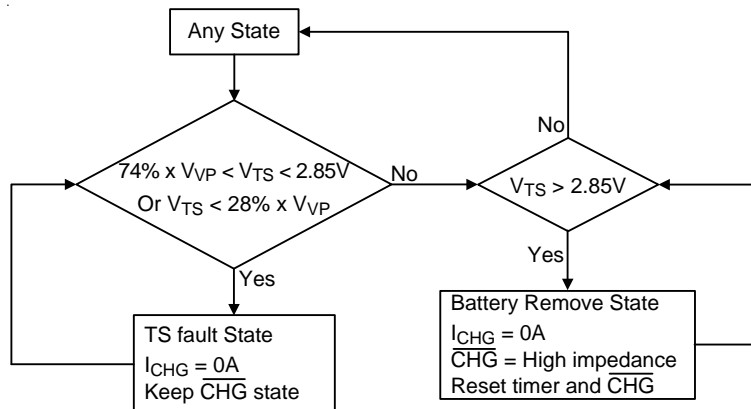 Any State
74% x VVP < VTS < 2.85V
Or VTS < 28% x VVP
No
Yes
TS fault State
ICHG = 0A
Keep CHG state
No
VTS > 2.85V
Yes
Battery Remove State
ICHG = 0A
CHG = High impedance
Reset timer and CHG